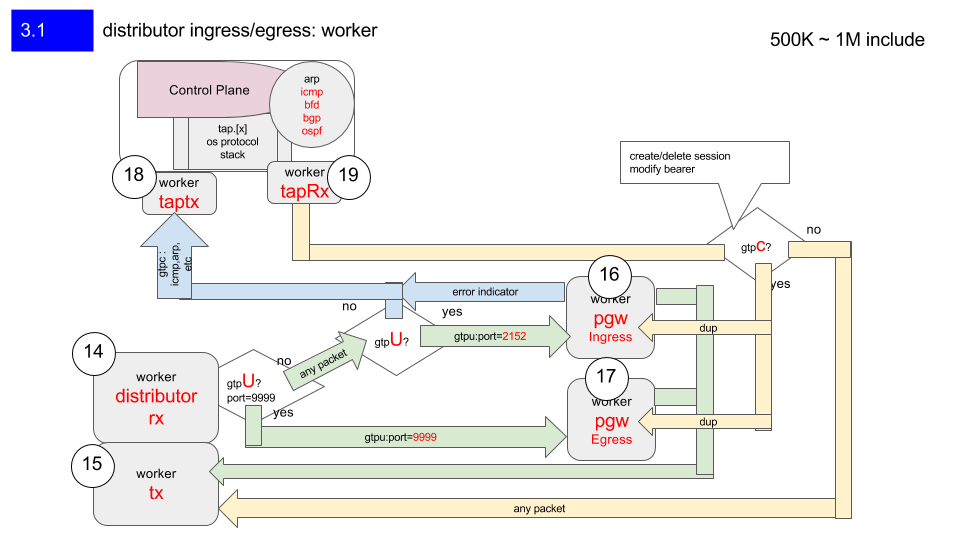 3.1
distributor ingress/egress: worker
500K ~ 1M include
Control Plane
arp
icmp
bfd
bgp
ospf
tap.[x]
os protocol
stack
18
worker
taptx
19
worker
tapRx
create/delete session
modify bearer
gtpC?
no
yes
gtpc :
icmp,arp,
etc
error indicator
16
worker
pgw
Ingress
no
yes
gtpU?
gtpu:port=2152
dup
14
worker
distributor
rx
gtpU?
port=9999
no
any packet
yes
gtpu:port=9999
17
worker
pgw
Egress
dup
15
worker
tx
any packet